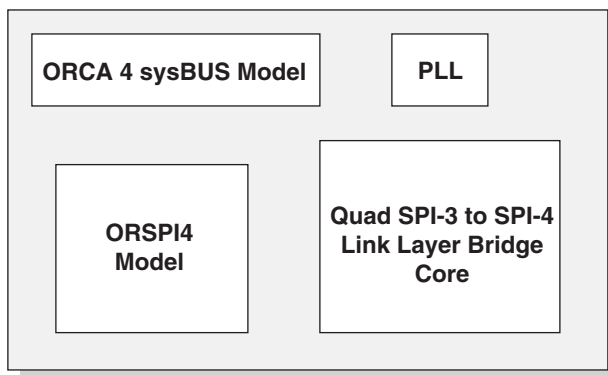 ORCA 4 sysBUS Model
PLL
ORSPI4
Model
Quad SPI-3 to SPI-4
Link Layer Bridge
Core